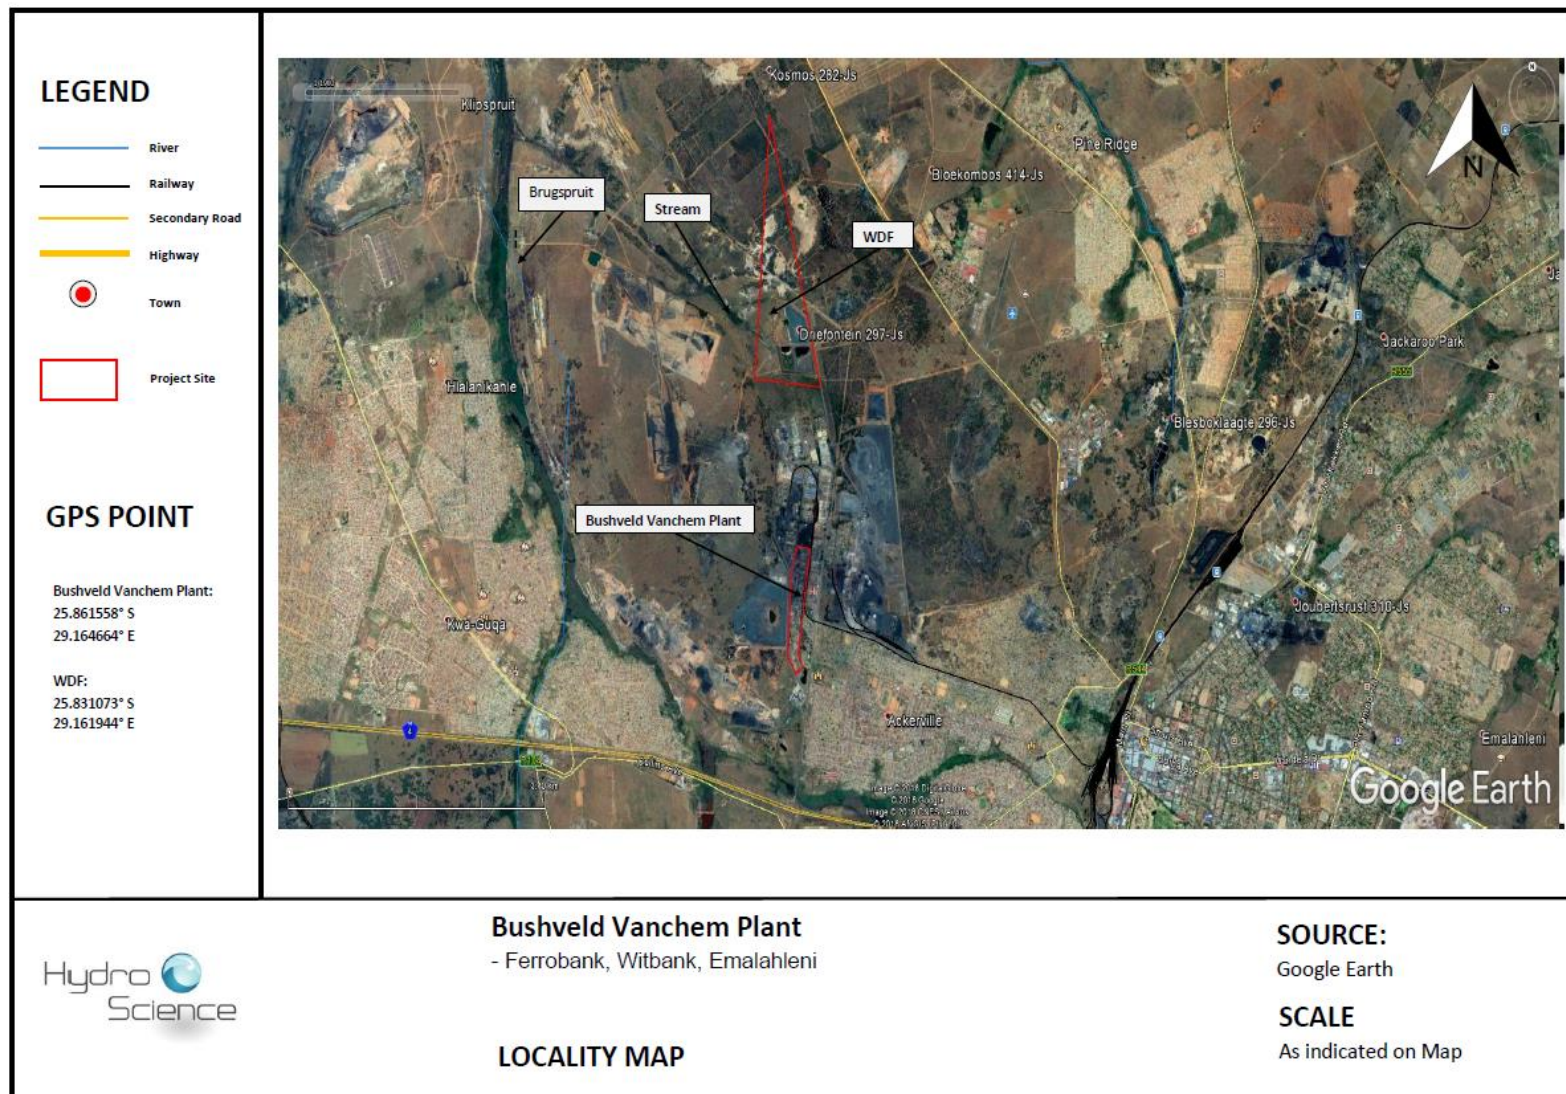 LEGEND
River
Railway
Secondary Road
Highway
Town
Project Site
GPS POINT
Bushveld Vanchem Plant:
25.861558° S
29.164664° E
WDF:
25.831073° S
29.161944° E
Kosmos 282-Js
Klipspruit
Pine Ridge
Bloekombos 414-Js
N
Brugspruit
Stream
WDF
Driefontein 297-Js
Jackaroo Park
Hlalanikahle
Blesboklaagte 296-Js
Bushveld Vanchem Plant
Joubertsrust 310-Js
Kwa-Guqa
Ackerville
Emalahleni
4
Google Earth
Hydro
Science
Bushveld Vanchem Plant
- Ferrobank, Witbank, Emalahleni
LOCALITY MAP
SOURCE:
Google Earth
SCALE
As indicated on Map